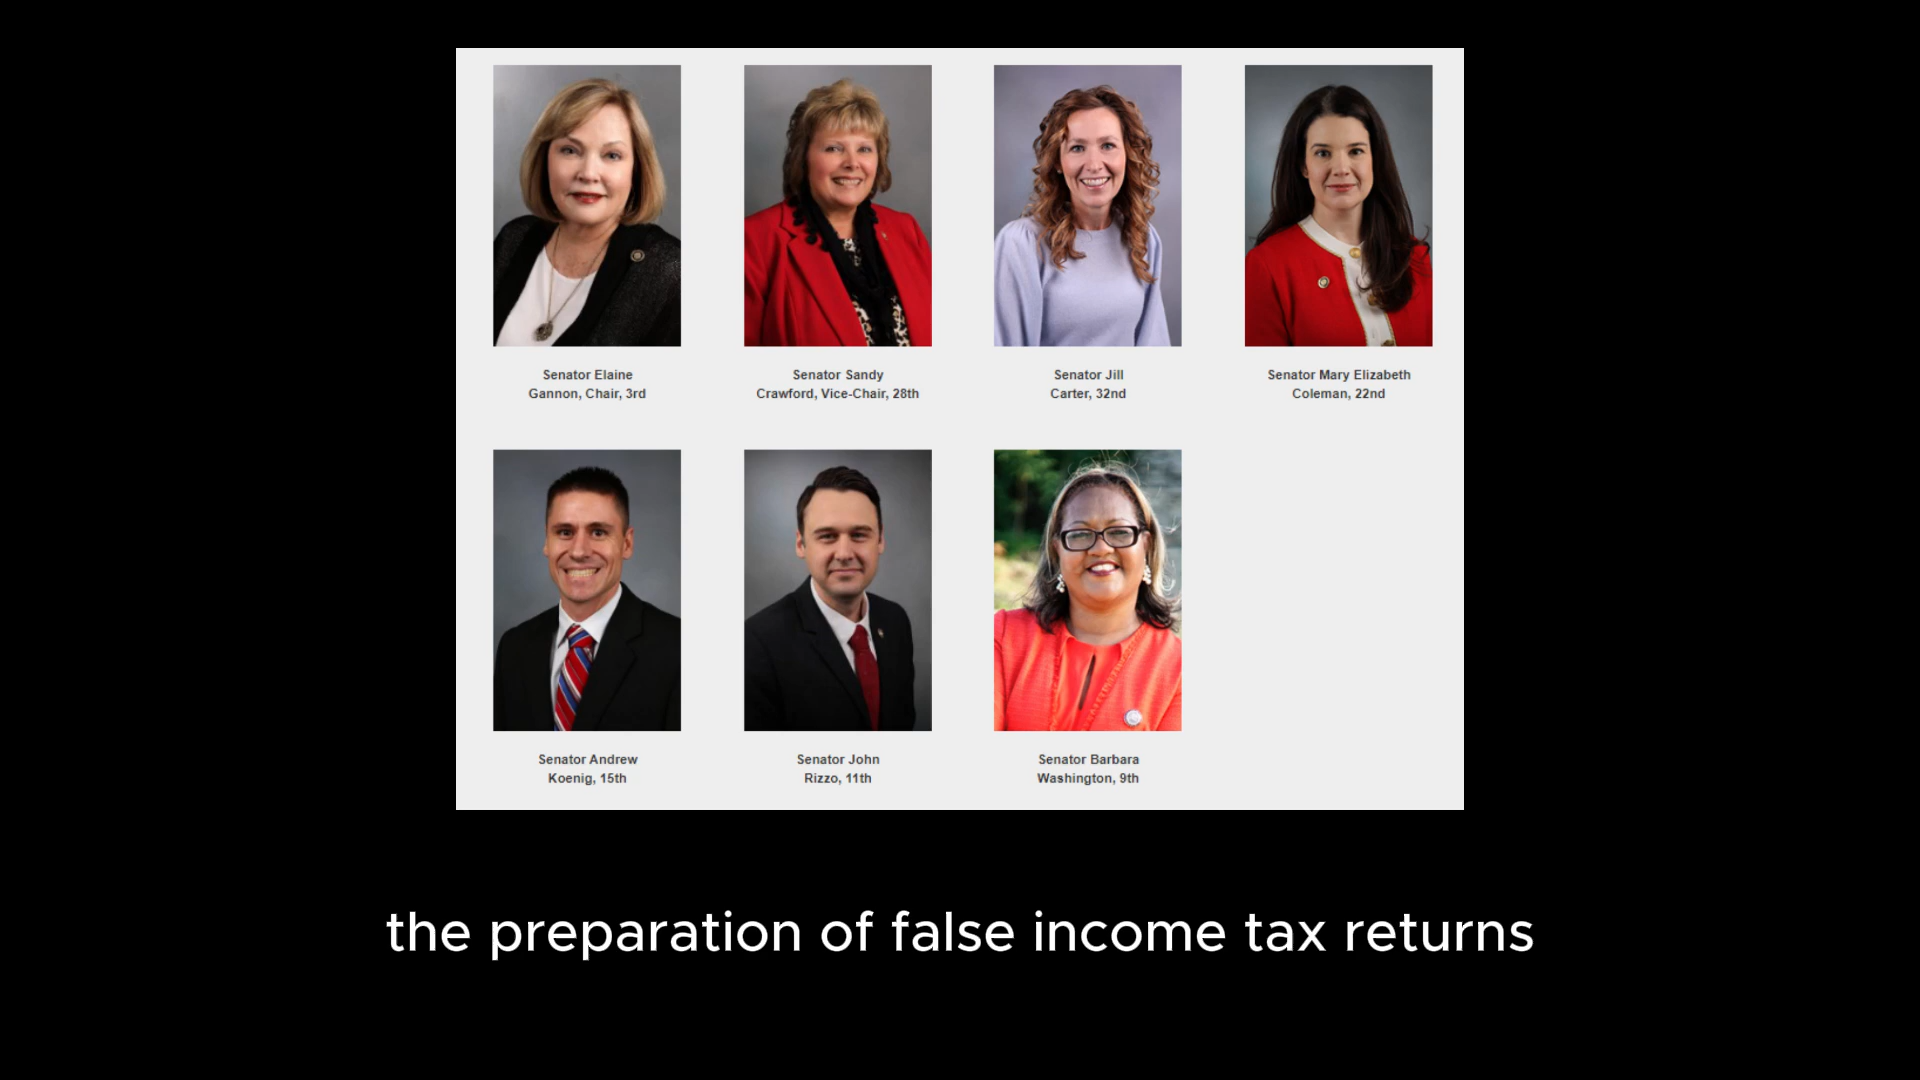 Senator Elaine
Gannon, Chair, 3rd
Senator Sandy
Crawford, Vice-Chair, 28th
Senator Jill
Carter, 32nd
Senator Mary Elizabeth
Coleman, 22nd
Senator Andrew
Koenig, 15th
Senator John
Rizzo, 11th
Senator Barbara
Washington, 9th
the preparation of false income tax returns